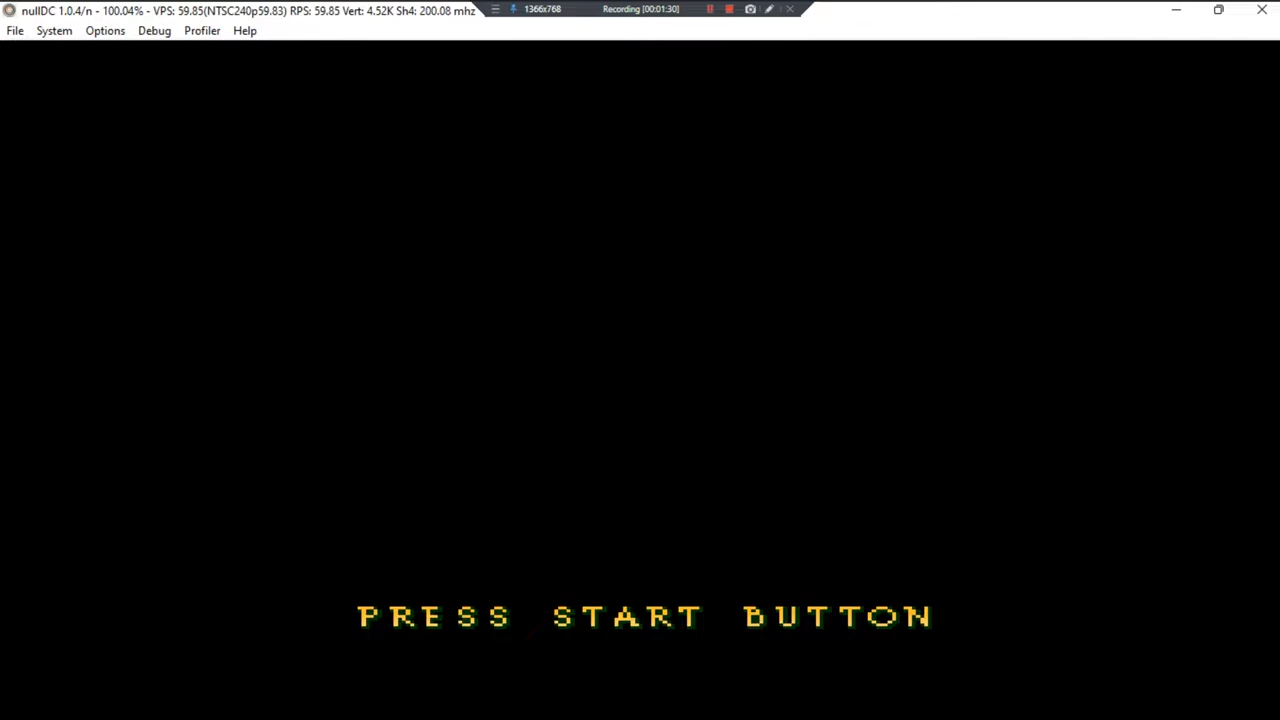 nullDC 1.0.4/n - 100.04% - VPS: 59.85(NTSC240p59.83) RPS: 59.85 Vert: 4.52K Sh4: 200.08 mhz
1366x768 Recording [00:01:30]
File System Options Debug Profiler Help
PRESS START BUTTON